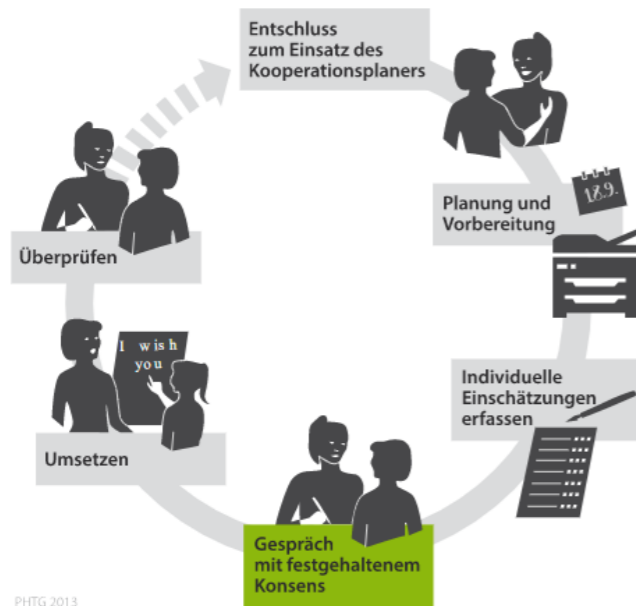 Entschluss
zum Einsatz des
Kooperationsplaners
18.9.
Planung und
Vorbereitung
Individuelle
Einschätzungen
erfassen
Gespräch
mit festgehaltenem
Konsens
Umsetzen
I wish
you
Überprüfen
PHTG 2013